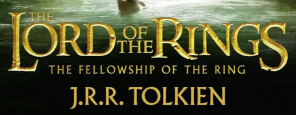 THE LORD OF THE RINGS
THE FELLOWSHIP OF THE RING
J.R.R. TOLKIEN